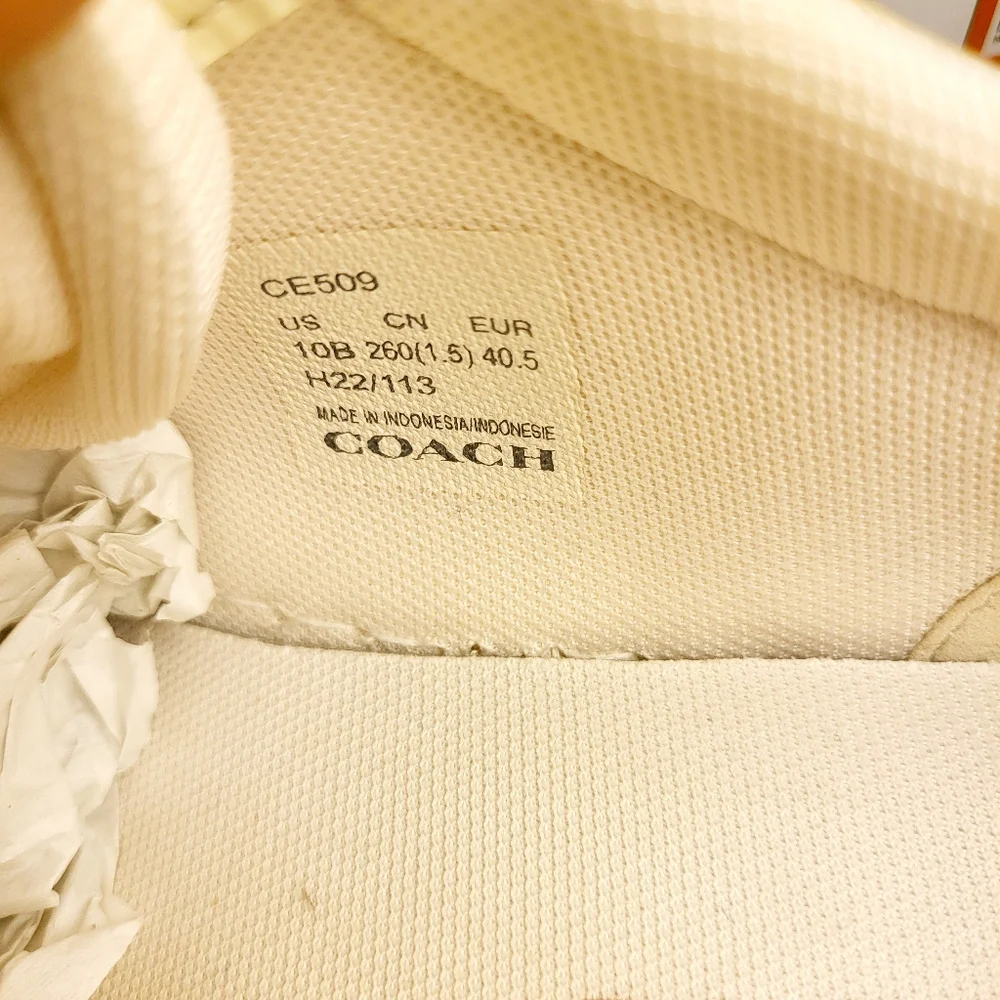 CE509
US CN EUR
10B 260(1.5) 40.5
H22/113
MADE IN INDONESIA/INDONESIE
COACH